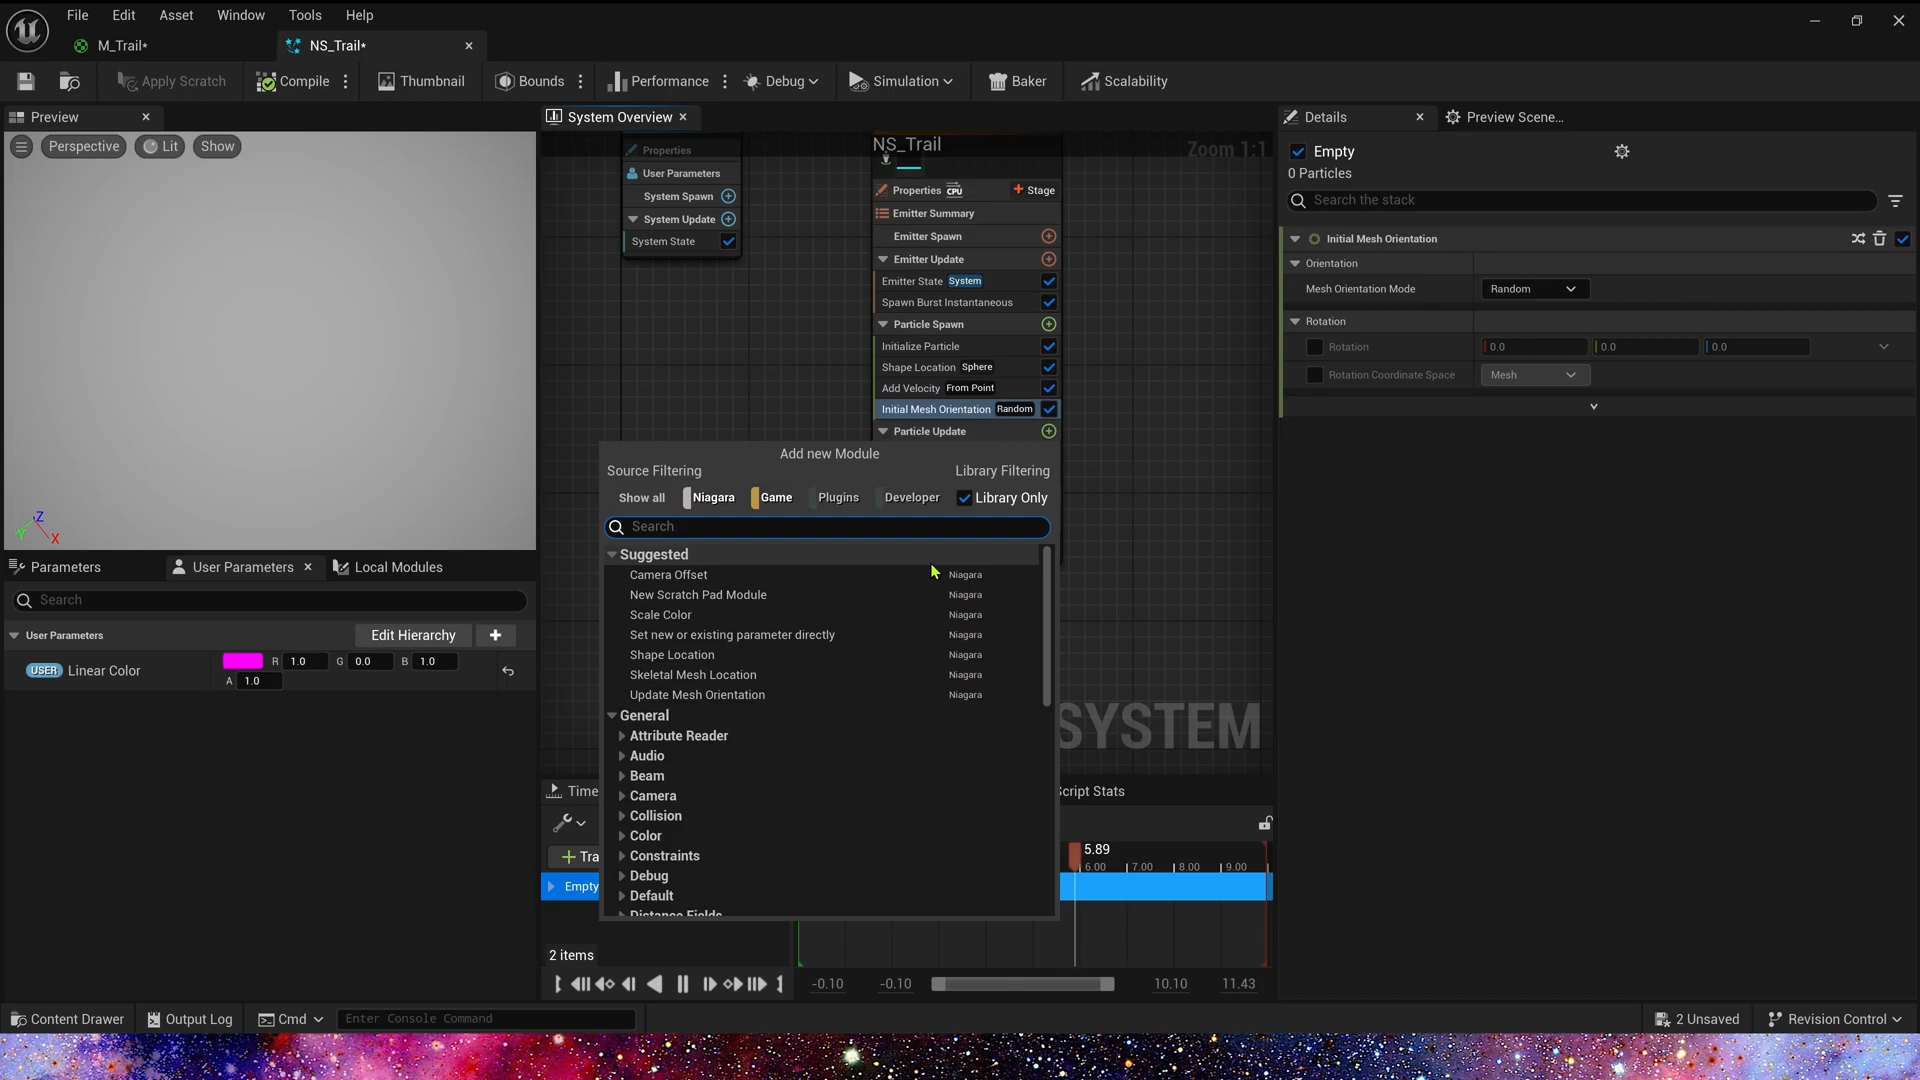 File Edit Asset Window Tools Help
M_Trail* NS_Trail*
Apply Scratch Compile Thumbnail Bounds Performance Debug Simulation Baker Scalability
Preview
Perspective Lit Show
Z
Y X
Parameters User Parameters Local Modules
Search
User Parameters Edit Hierarchy
USER Linear Color R 1.0 G 0.0 B 1.0
A 1.0
System Overview
NS_Trail Zoom 1:1
Properties
User Parameters
System Spawn
System Update
System State
Properties CPU Stage
Emitter Summary
Emitter Spawn
Emitter Update
Emitter State System
Spawn Burst Instantaneous
Particle Spawn
Initialize Particle
Shape Location Sphere
Add Velocity From Point
Initial Mesh Orientation Random
Particle Update
Add new Module
Source Filtering Library Filtering
Show all Niagara Game Plugins Developer Library Only
Search
Suggested
Camera Offset Niagara
New Scratch Pad Module Niagara
Scale Color Niagara
Set new or existing parameter directly Niagara
Shape Location Niagara
Skeletal Mesh Location Niagara
Update Mesh Orientation Niagara
General
Attribute Reader
Audio
Beam
Camera
Collision
Color
Constraints
Debug
Default
Distance Fields
SYSTEM
Time cript Stats
Tra
5.89
6.00 7.00 8.00 9.00
Empty
2 items
-0.10 -0.10 10.10 11.43
Details Preview Scene...
Empty
0 Particles
Search the stack
Initial Mesh Orientation
Orientation
Mesh Orientation Mode Random
Rotation
Rotation 0.0 0.0 0.0
Rotation Coordinate Space Mesh
Content Drawer Output Log Cmd Enter Console Command 2 Unsaved Revision Control